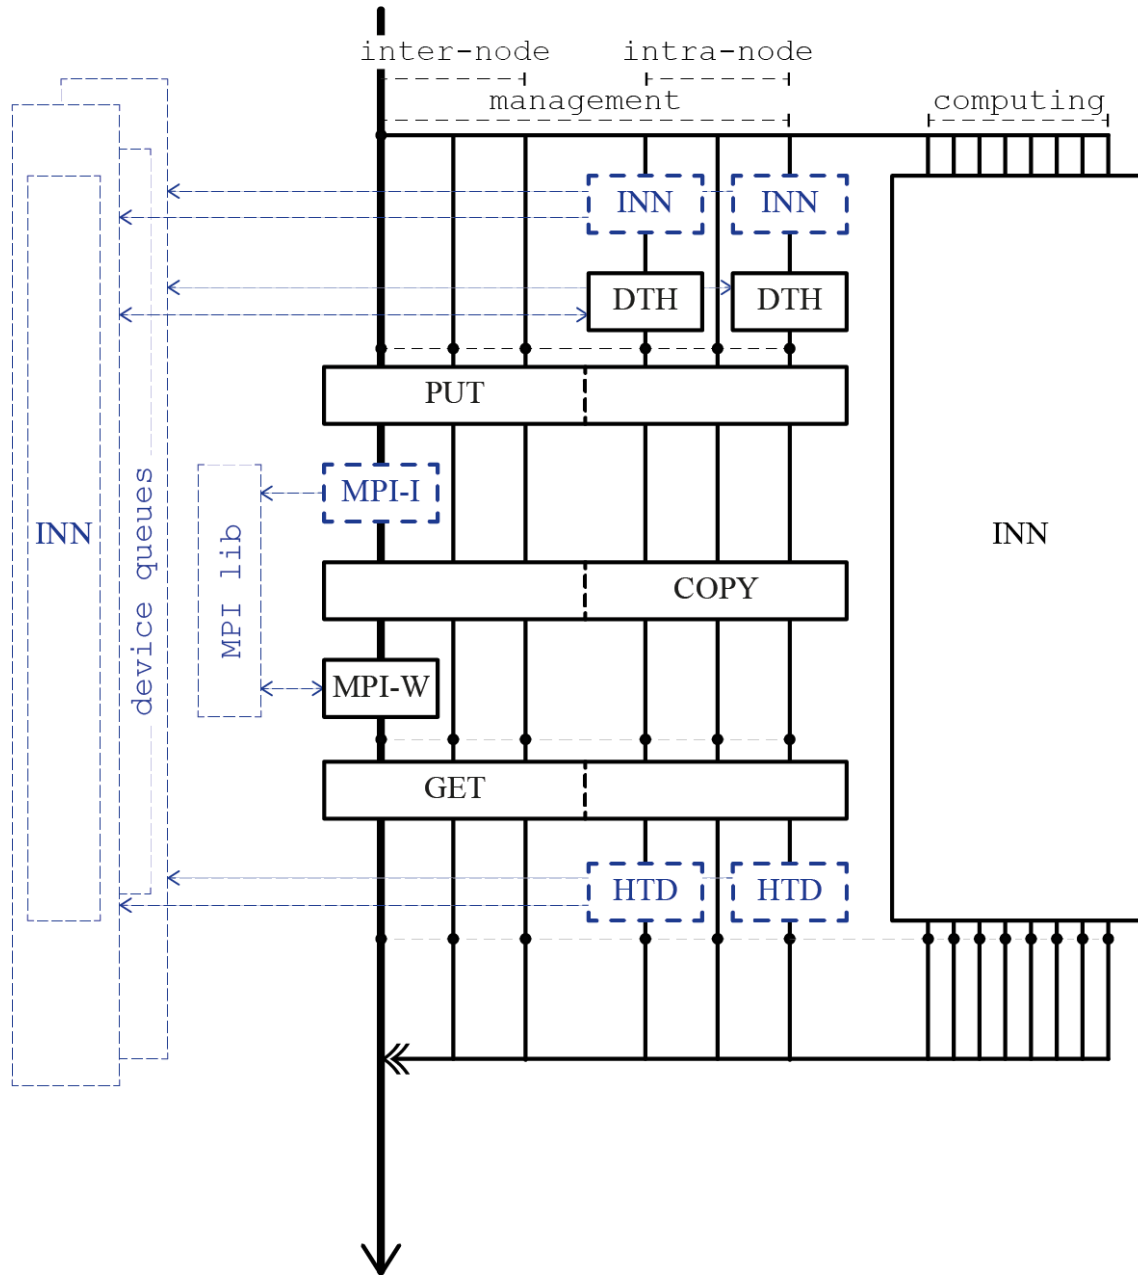 inter-node intra-node
management computing
INN INN
DTH DTH
PUT
MPI-I
INN device queues MPI lib INN
COPY
MPI-W
GET
HTD HTD